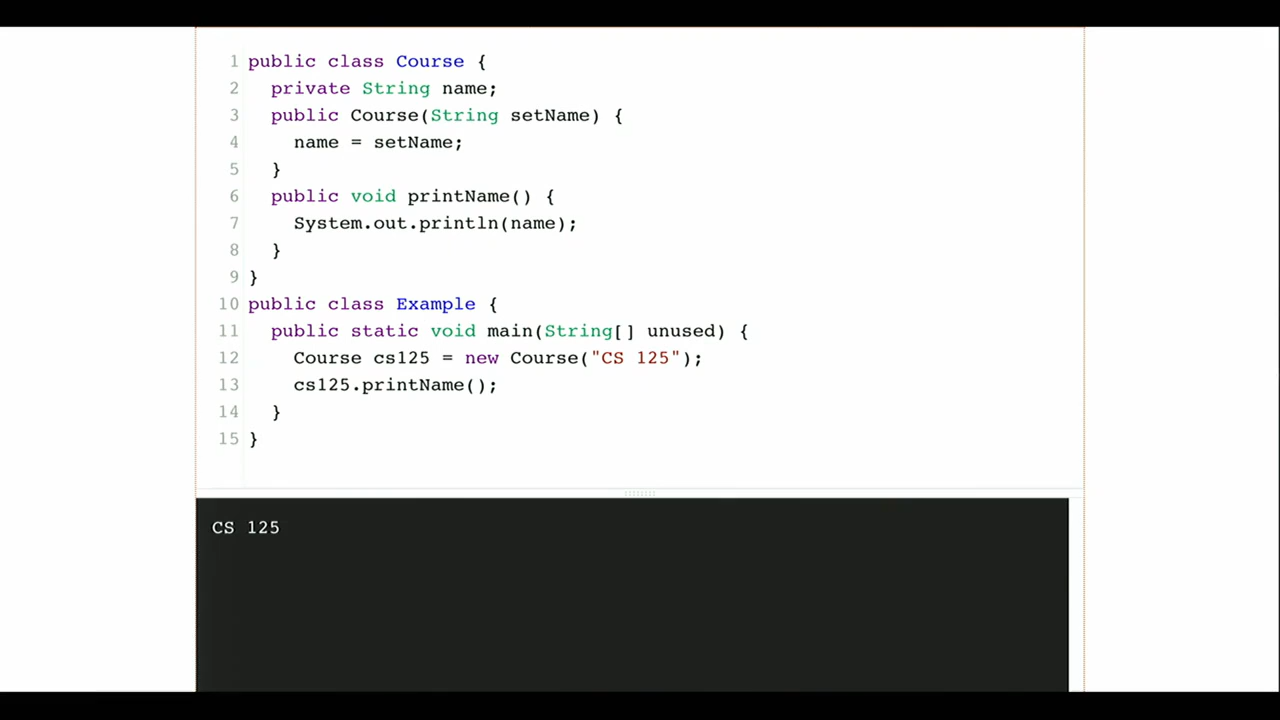 1 public class Course {
2   private String name;
3   public Course(String setName) {
4     name = setName;
5   }
6   public void printName() {
7     System.out.println(name);
8   }
9 }
10 public class Example {
11   public static void main(String[] unused) {
12     Course cs125 = new Course("CS 125");
13     cs125.printName();
14   }
15 }
CS 125